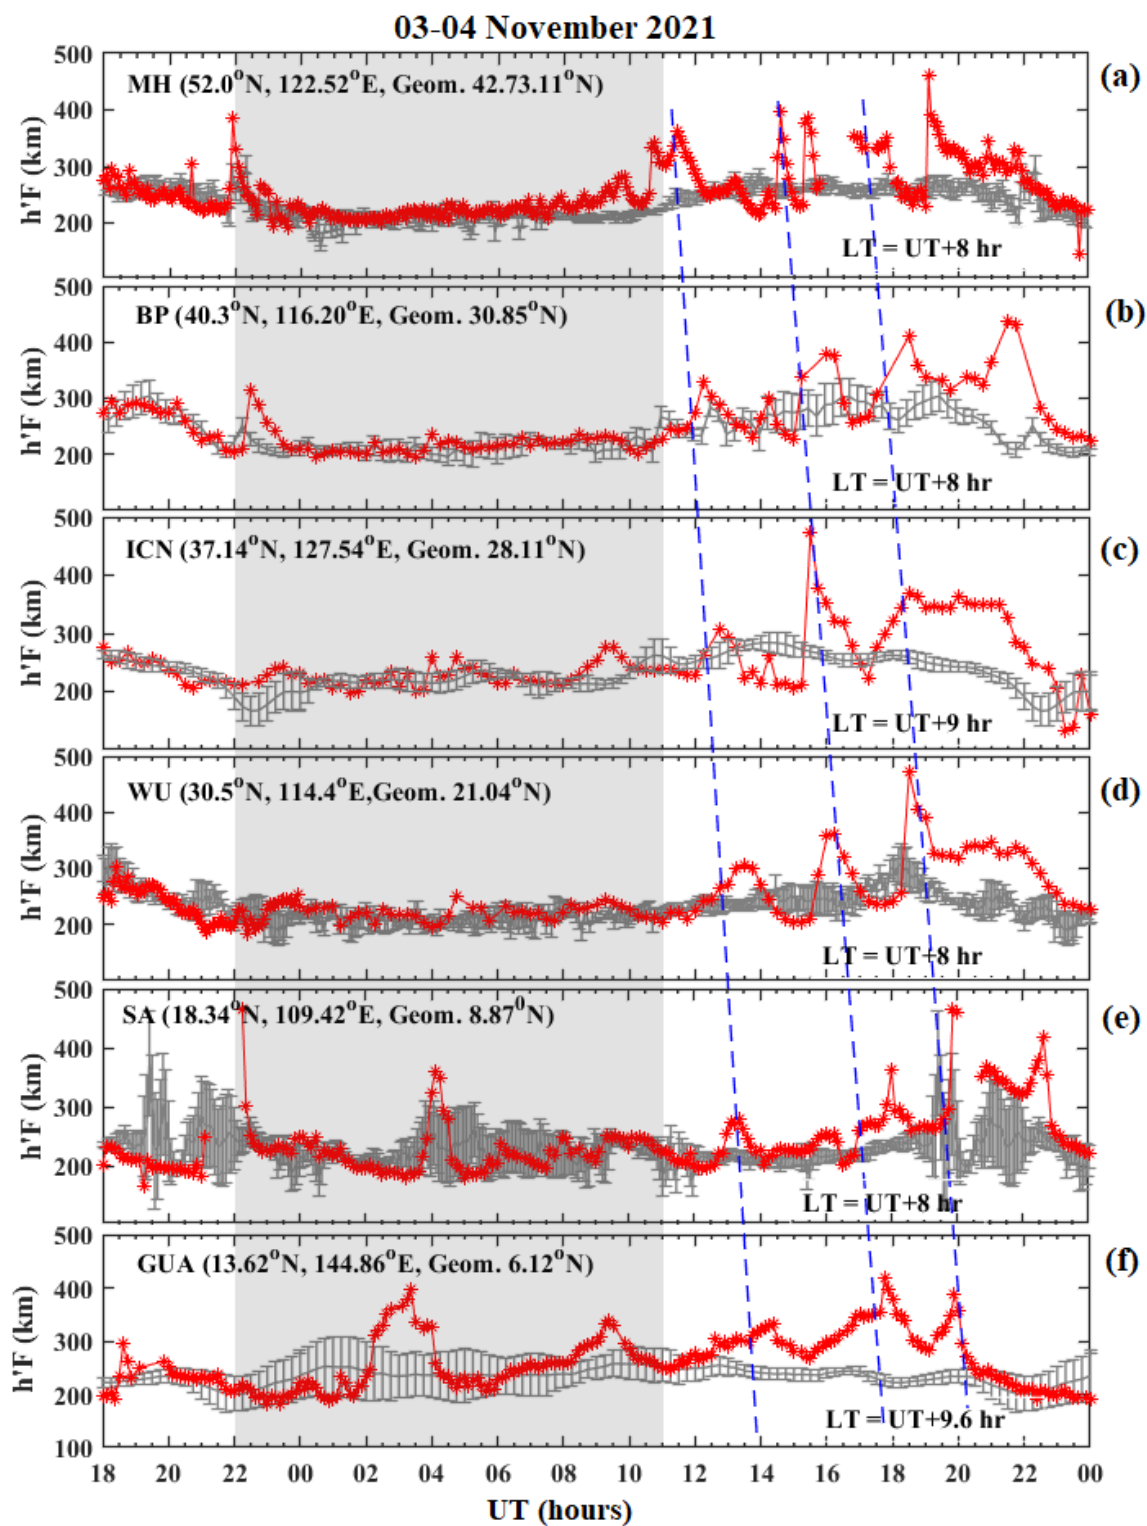 03-04 November 2021
(a)
MH (52.0°N, 122.52°E, Geom. 42.73.11°N)
h'F (km)
500
400
300
200
LT = UT+8 hr
(b)
BP (40.3°N, 116.20°E, Geom. 30.85°N)
h'F (km)
500
400
300
200
LT = UT+8 hr
(c)
ICN (37.14°N, 127.54°E, Geom. 28.11°N)
h'F (km)
500
400
300
200
LT = UT+9 hr
(d)
WU (30.5°N, 114.4°E,Geom. 21.04°N)
h'F (km)
500
400
300
200
LT = UT+8 hr
(e)
SA (18.34°N, 109.42°E, Geom. 8.87⁰N)
h'F (km)
500
400
300
200
LT = UT+8 hr
(f)
GUA (13.62°N, 144.86°E, Geom. 6.12°N)
h'F (km)
500
400
300
200
100
LT = UT+9.6 hr
18 20 22 00 02 04 06 08 10 12 14 16 18 20 22 00
UT (hours)